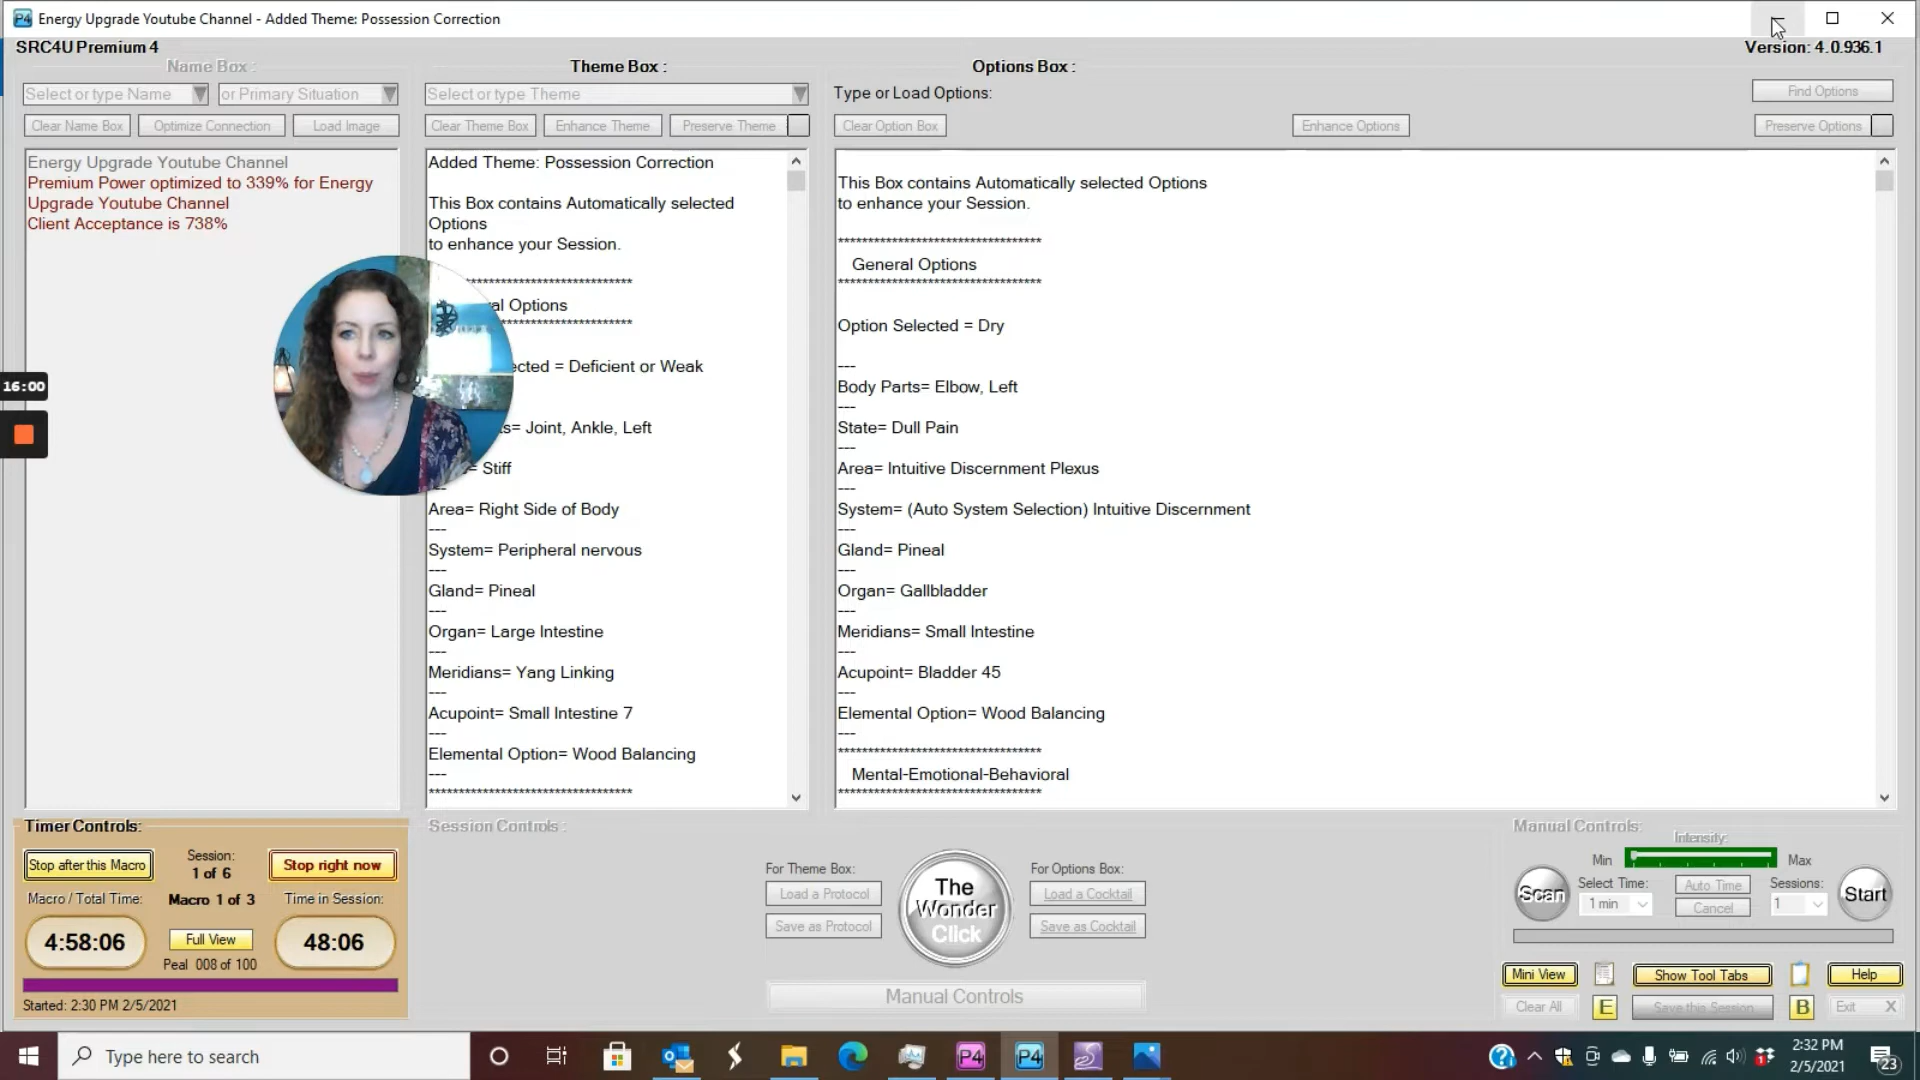 Energy Upgrade Youtube Channel - Added Theme: Possession Correction
SRC4U Premium 4
Version: 4.0.936.1
Name Box :
Theme Box :
Options Box :
Select or type Name
or Primary Situation
Select or type Theme
Type or Load Options:
Find Options
Clear Name Box
Optimize Connection
Load Image
Clear Theme Box
Enhance Theme
Preserve Theme
Clear Option Box
Enhance Options
Preserve Options
Energy Upgrade Youtube Channel
Premium Power optimized to 339% for Energy
Upgrade Youtube Channel
Client Acceptance is 738%
Added Theme: Possession Correction
This Box contains Automatically selected
Options
to enhance your Session.
*********************************
al Options
*********************************
ected = Deficient or Weak
s= Joint, Ankle, Left
= Stiff
---
Area= Right Side of Body
---
System= Peripheral nervous
---
Gland= Pineal
---
Organ= Large Intestine
---
Meridians= Yang Linking
---
Acupoint= Small Intestine 7
---
Elemental Option= Wood Balancing
---
**********************************
This Box contains Automatically selected Options
to enhance your Session.
**********************************
General Options
**********************************
Option Selected = Dry
---
Body Parts= Elbow, Left
---
State= Dull Pain
---
Area= Intuitive Discernment Plexus
---
System= (Auto System Selection) Intuitive Discernment
---
Gland= Pineal
---
Organ= Gallbladder
---
Meridians= Small Intestine
---
Acupoint= Bladder 45
---
Elemental Option= Wood Balancing
---
**********************************
Mental-Emotional-Behavioral
**********************************
16:00
Timer Controls:
Stop after this Macro
Session:
1 of 6
Stop right now
Macro / Total Time:
Macro 1 of 3
Time in Session:
4:58:06
Full View
48:06
Peal 008 of 100
Started: 2:30 PM 2/5/2021
Session Controls :
For Theme Box:
Load a Protocol
Save as Protocol
The
Wonder
Click
For Options Box:
Load a Cocktail
Save as Cocktail
Manual Controls
Manual Controls:
Intensity:
Min
Max
Scan
Select Time:
1 min
Auto Time
Cancel
Sessions:
1
Start
Mini View
Show Tool Tabs
Help
Clear All
E
Save this Session
B
Exit X
Type here to search
P4
P4
2:32 PM
2/5/2021
23